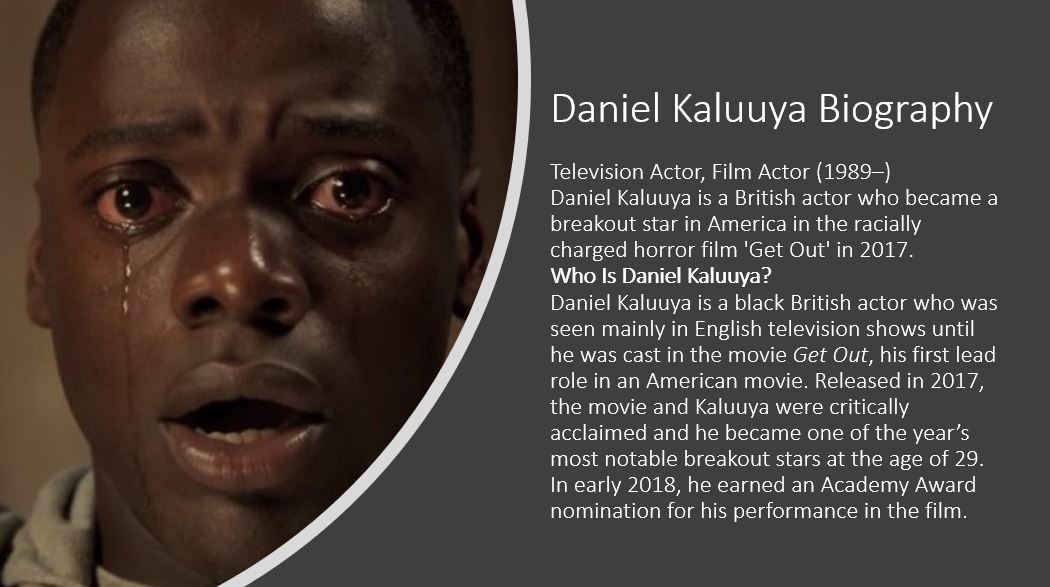 Daniel Kaluuya Biography
Television Actor, Film Actor (1989–)
Daniel Kaluuya is a British actor who became a
breakout star in America in the racially
charged horror film 'Get Out' in 2017.
Who Is Daniel Kaluuya?
Daniel Kaluuya is a black British actor who was
seen mainly in English television shows until
he was cast in the movie Get Out, his first lead
role in an American movie. Released in 2017,
the movie and Kaluuya were critically
acclaimed and he became one of the year’s
most notable breakout stars at the age of 29.
In early 2018, he earned an Academy Award
nomination for his performance in the film.